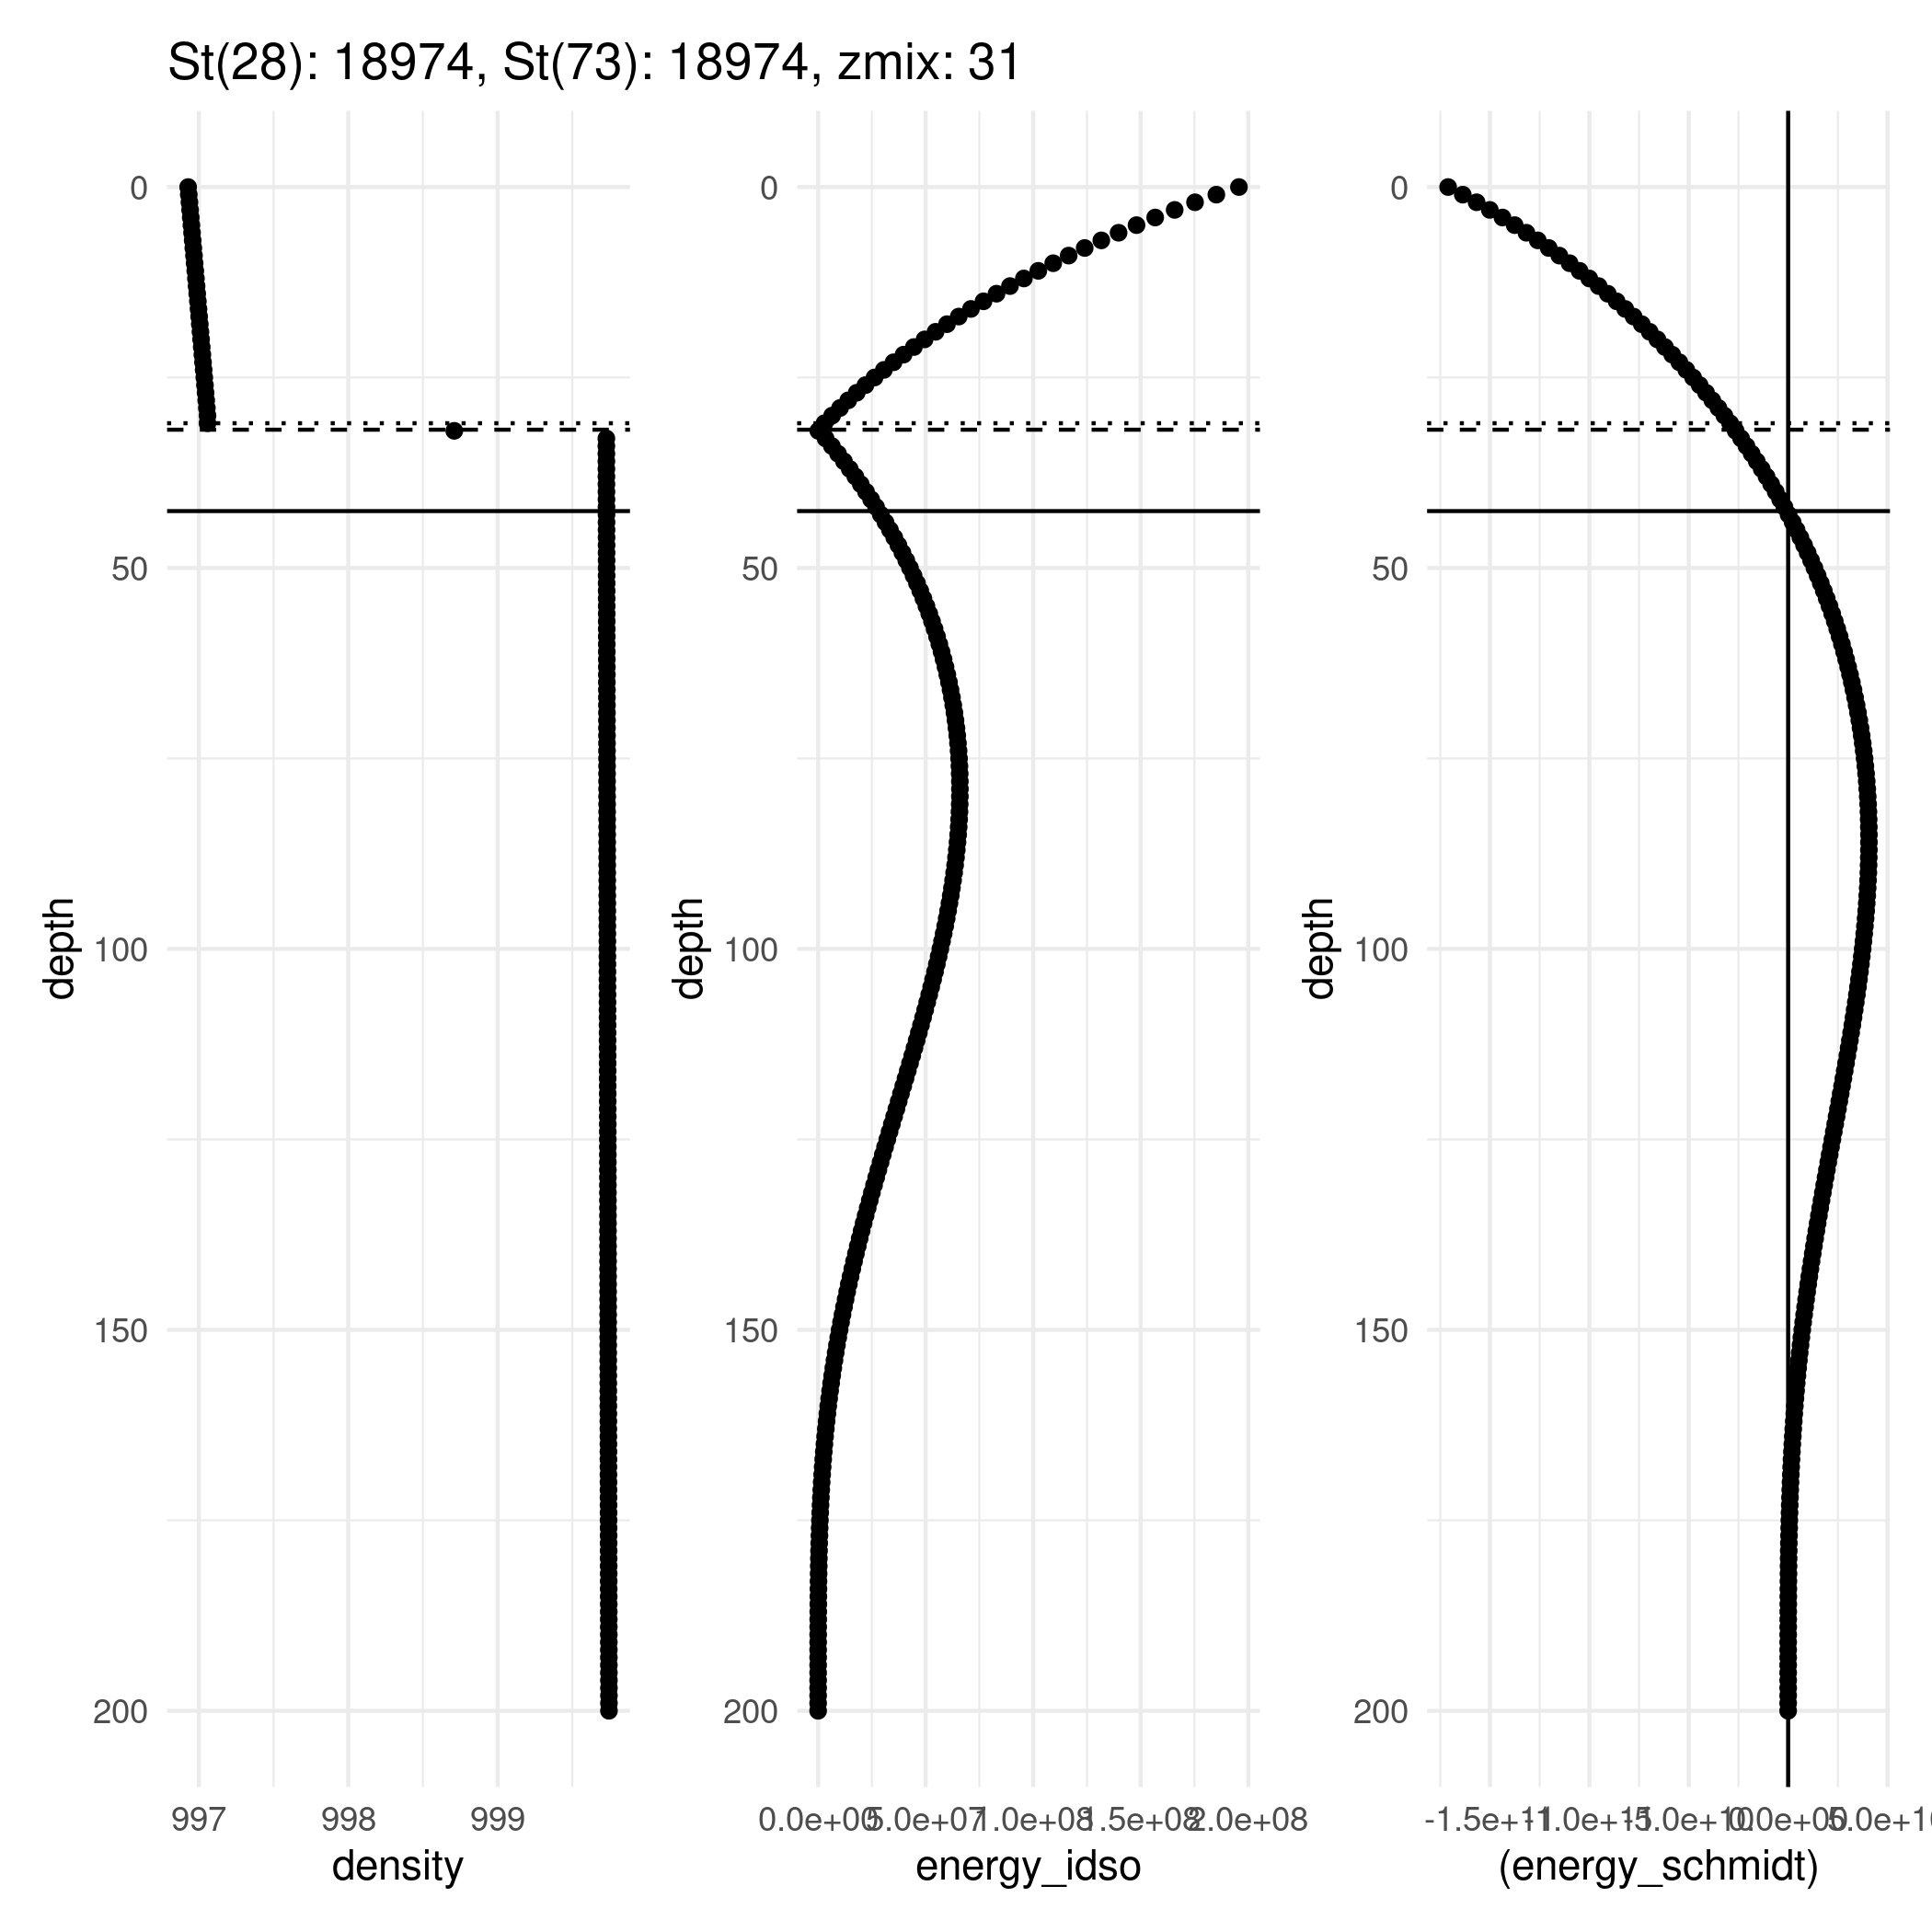 St(28): 18974, St(73): 18974, zmix: 31
0
50
100
150
200
depth
997
998
999
density
0
50
100
150
200
depth
0.0e+00
5.0e+07
1.0e+08
1.5e+08
2.0e+08
energy_idso
0
50
100
150
200
depth
-1.5e+11
-1.0e+11
-5.0e+10
0.0e+00
5.0e+10
(energy_schmidt)